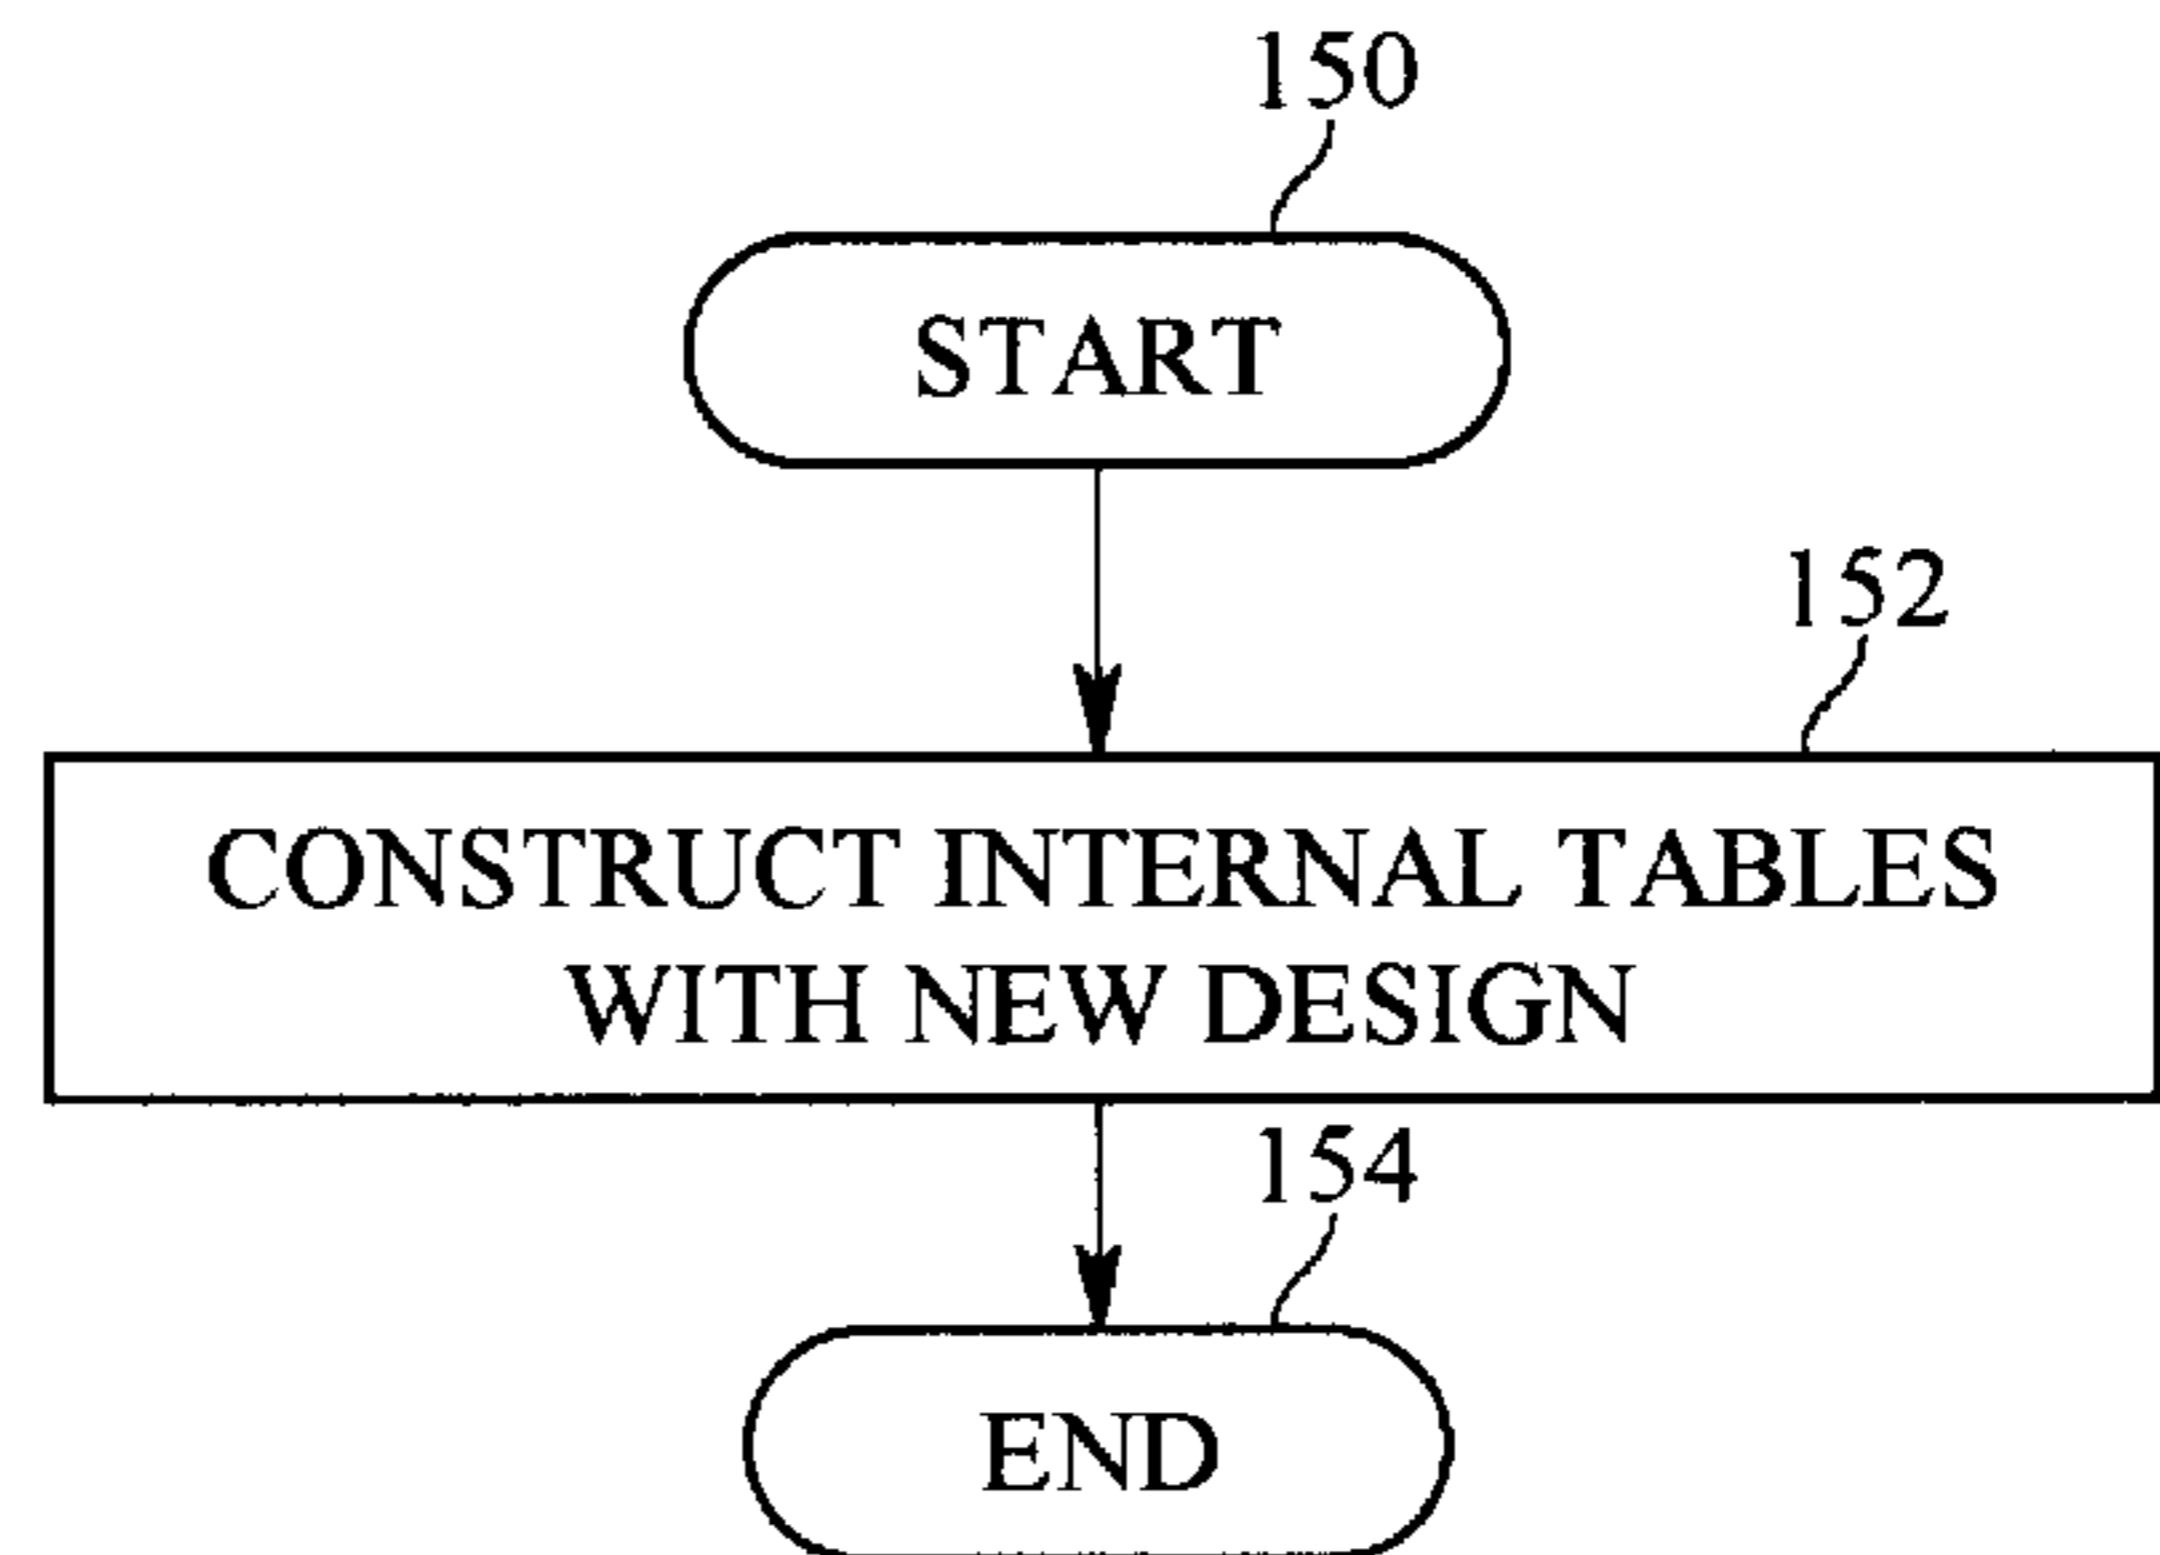 150
START
152
CONSTRUCT INTERNAL TABLES
WITH NEW DESIGN
154
END